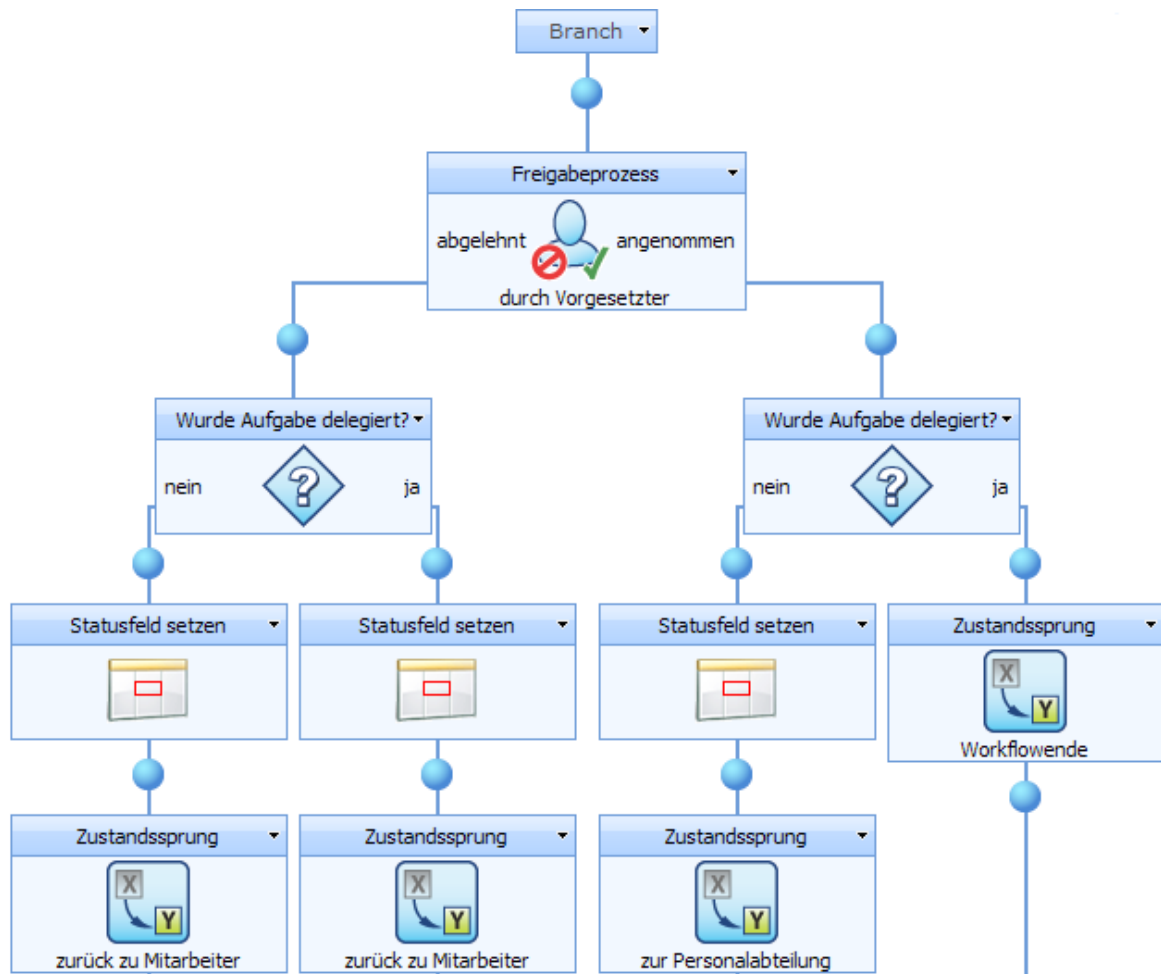 Branch
Freigabeprozess
abgelehnt angenommen
durch Vorgesetzter
Wurde Aufgabe delegiert? Wurde Aufgabe delegiert?
nein ja nein ja
Statusfeld setzen Statusfeld setzen Statusfeld setzen Zustandssprung
X
Y
Workflowende
Zustandssprung Zustandssprung Zustandssprung
X X X
Y Y Y
zurück zu Mitarbeiter zurück zu Mitarbeiter zur Personalabteilung